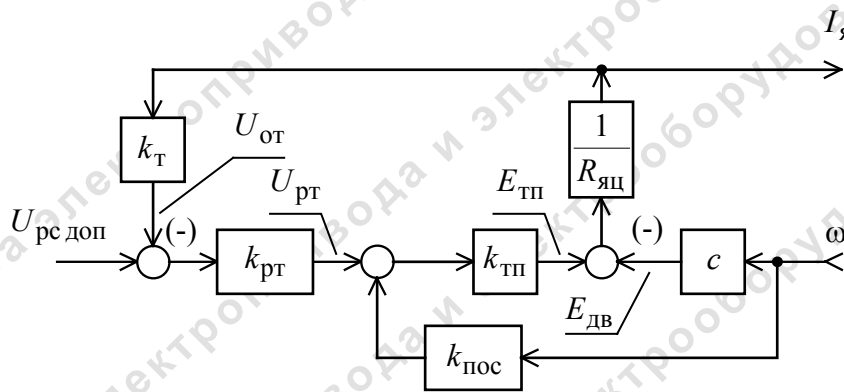 I_я
k_т
U_от
1
R_яц
U_рт
E_тп
U_рс доп
(-)
k_рт
k_тп
(-)
c
ω
E_дв
k_пос